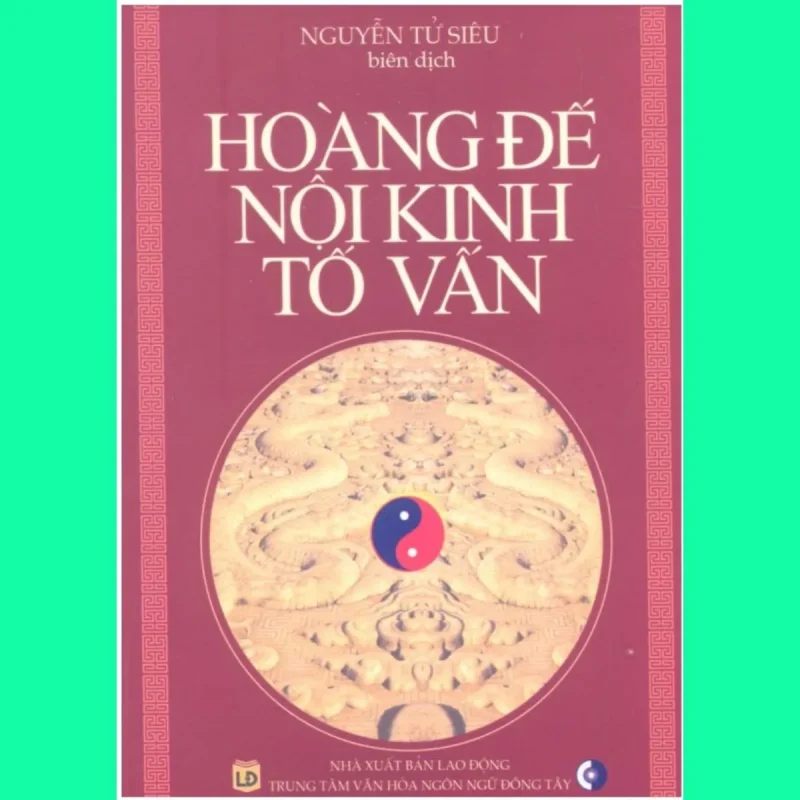 NGUYỄN TỬ SIÊU
biên dịch
HOÀNG ĐẾ
NỘI KINH
TỐ VẤN
LĐ
NHÀ XUẤT BẢN LAO ĐỘNG
TRUNG TÂM VĂN HÓA NGÔN NGỮ ĐÔNG TÂY